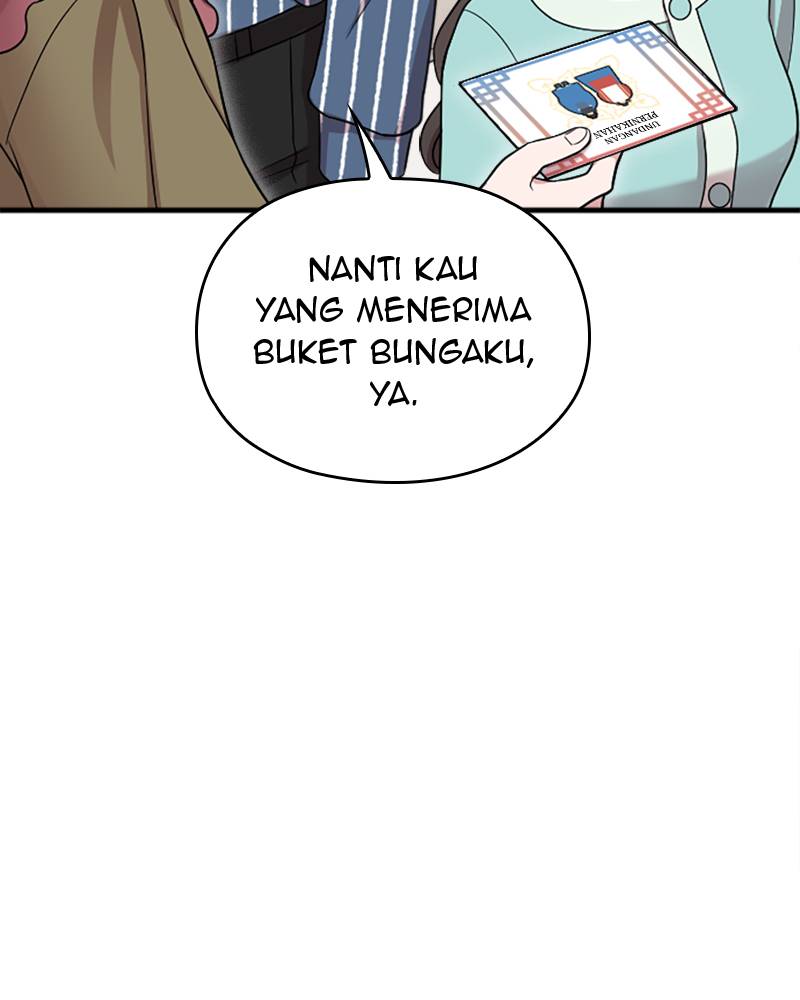 UNDANGAN
PERNIKAHAN
NANTI KAU
YANG MENERIMA
BUKET BUNGAKU,
YA.